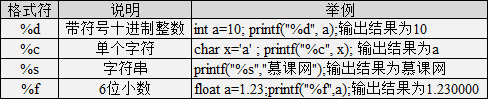 格式符 说明 举例
%d 带符号十进制整数 int a=10; printf("%d", a);输出结果为10
%c 单个字符 char x='a' ; printf("%c", x); 输出结果为a
%s 字符串 printf("%s","慕课网");输出结果为慕课网
%f 6位小数 float a=1.23;printf("%f",a);输出结果为1.230000